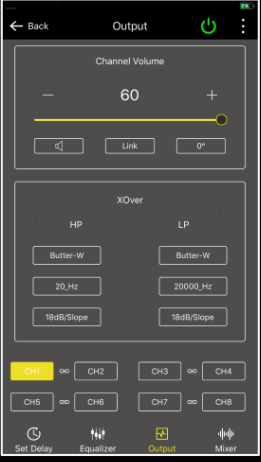 Back Output
Channel Volume
— 60 +
Link 0°
XOver
HP LP
Butter-W Butter-W
20_Hz 20000_Hz
18dB/Slope 18dB/Slope
CH1 CH2 CH3 CH4
CH5 CH6 CH7 CH8
Set Delay Equalizer Output Mixer